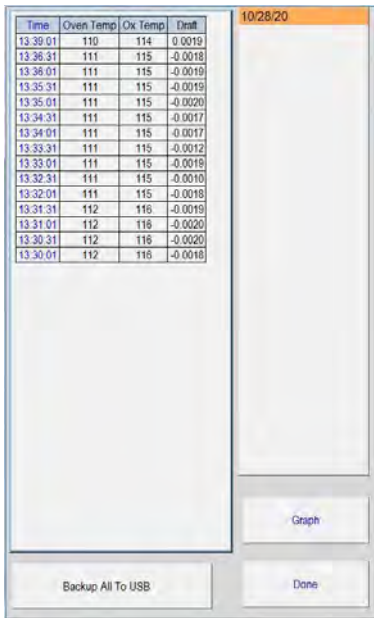 10/28/20
Time Oven Temp Ox Temp Draft
13:39:01 110 114 0.0019
13:36:31 111 115 -0.0018
13:36:01 111 115 -0.0019
13:35:31 111 115 -0.0019
13:35:01 111 115 -0.0020
13:34:31 111 115 -0.0017
13:34:01 111 115 -0.0017
13:33:31 111 115 -0.0012
13:33:01 111 115 -0.0019
13:32:31 111 115 -0.0010
13:32:01 111 115 -0.0018
13:31:31 112 116 -0.0019
13:31:01 112 116 -0.0020
13:30:31 112 116 -0.0020
13:30:01 112 116 -0.0018
Graph
Backup All To USB
Done